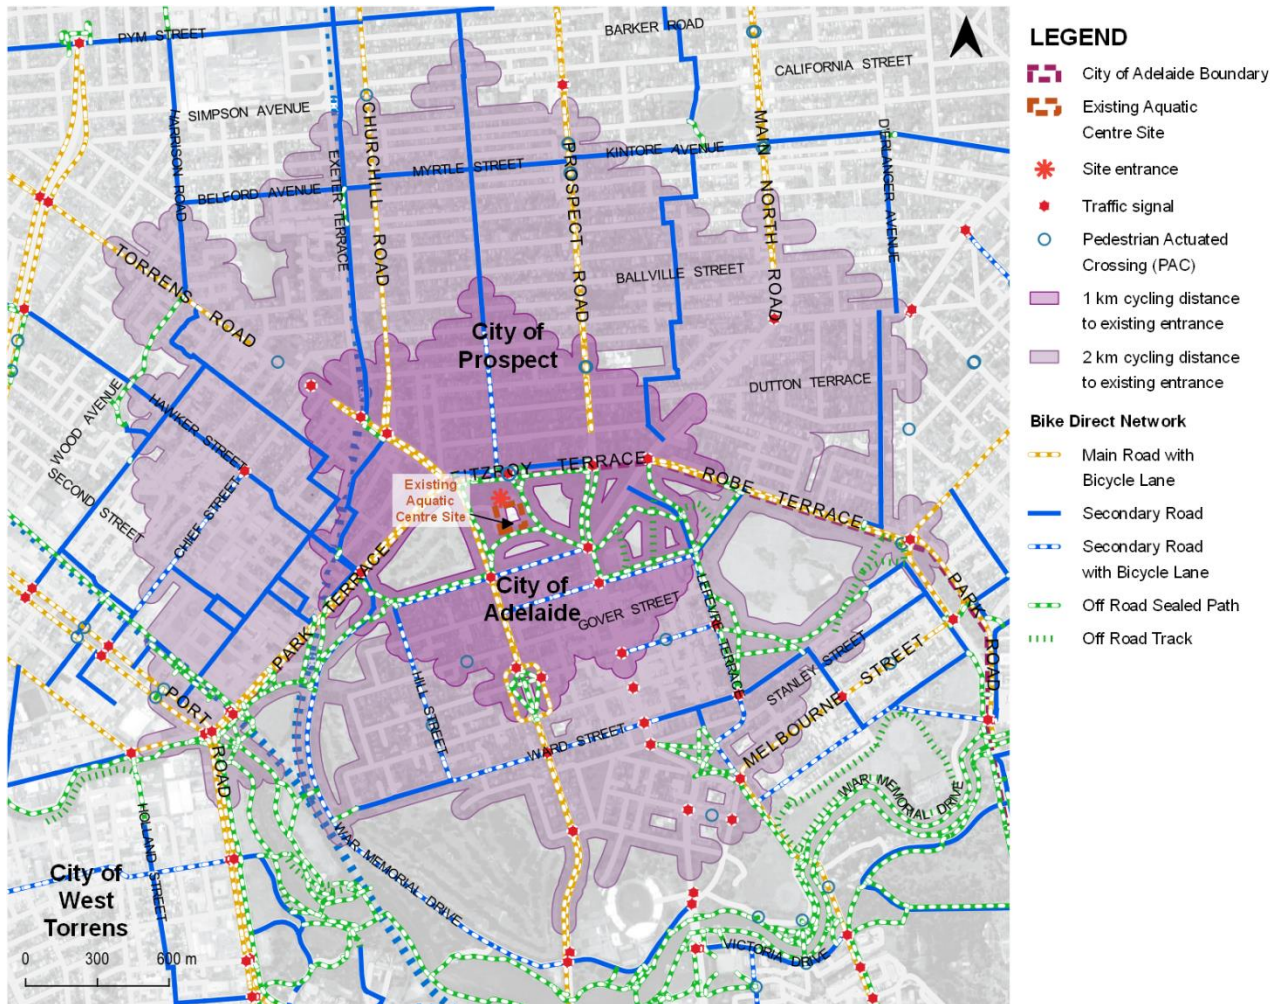 PYM STREET
BARKER ROAD
CALIFORNIA STREET
SIMPSON AVENUE
HARRISON ROAD
CHURCHILL ROAD
EXETER TERRACE
MYRTLE STREET
PROSPECT ROAD
KINTORE AVENUE
MAIN NORTH ROAD
D'ERLANGER AVENUE
BELFORD AVENUE
TORRENS ROAD
BALLVILLE STREET
City of
Prospect
DUTTON TERRACE
WOOD AVENUE
HAWKER STREET
SECOND STREET
CHIEF STREET
FITZROY TERRACE
ROBE TERRACE
Existing
Aquatic
Centre Site
PARK TERRACE
City of
Adelaide
GOVER STREET
LEFEVRE TERRACE
PARK ROAD
HILL STREET
STANLEY STREET
MELBOURNE STREET
PORT ROAD
WARD STREET
WAR MEMORIAL DRIVE
HOLLAND STREET
WAR MEMORIAL DRIVE
City of
West
Torrens
VICTORIA DRIVE
0 300 600 m
LEGEND
City of Adelaide Boundary
Existing Aquatic
Centre Site
Site entrance
Traffic signal
Pedestrian Actuated
Crossing (PAC)
1 km cycling distance
to existing entrance
2 km cycling distance
to existing entrance
Bike Direct Network
Main Road with
Bicycle Lane
Secondary Road
Secondary Road
with Bicycle Lane
Off Road Sealed Path
Off Road Track